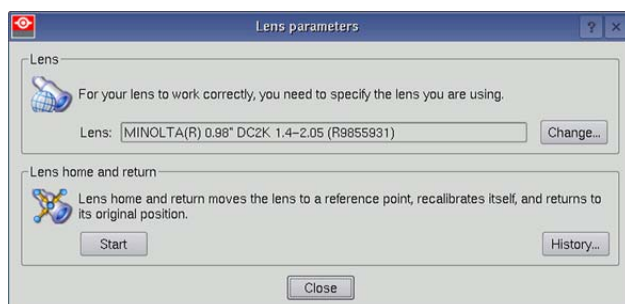 Lens parameters
Lens
For your lens to work correctly, you need to specify the lens you are using.
Lens: MINOLTA(R) 0.98" DC2K 1.4-2.05 (R9855931) Change...
Lens home and return
Lens home and return moves the lens to a reference point, recalibrates itself, and returns to
its original position.
Start History...
Close